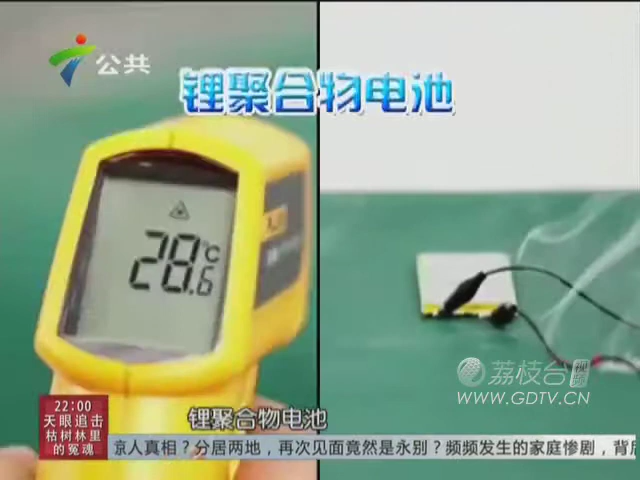 公共
锂聚合物电池
28.6
°C
荔枝台 视频
WWW.GDTV.CN
22:00
天眼追击
枯树林里
的冤魂
锂聚合物电池
京人真相？分居两地，再次见面竟然是永别？频频发生的家庭惨剧，背后